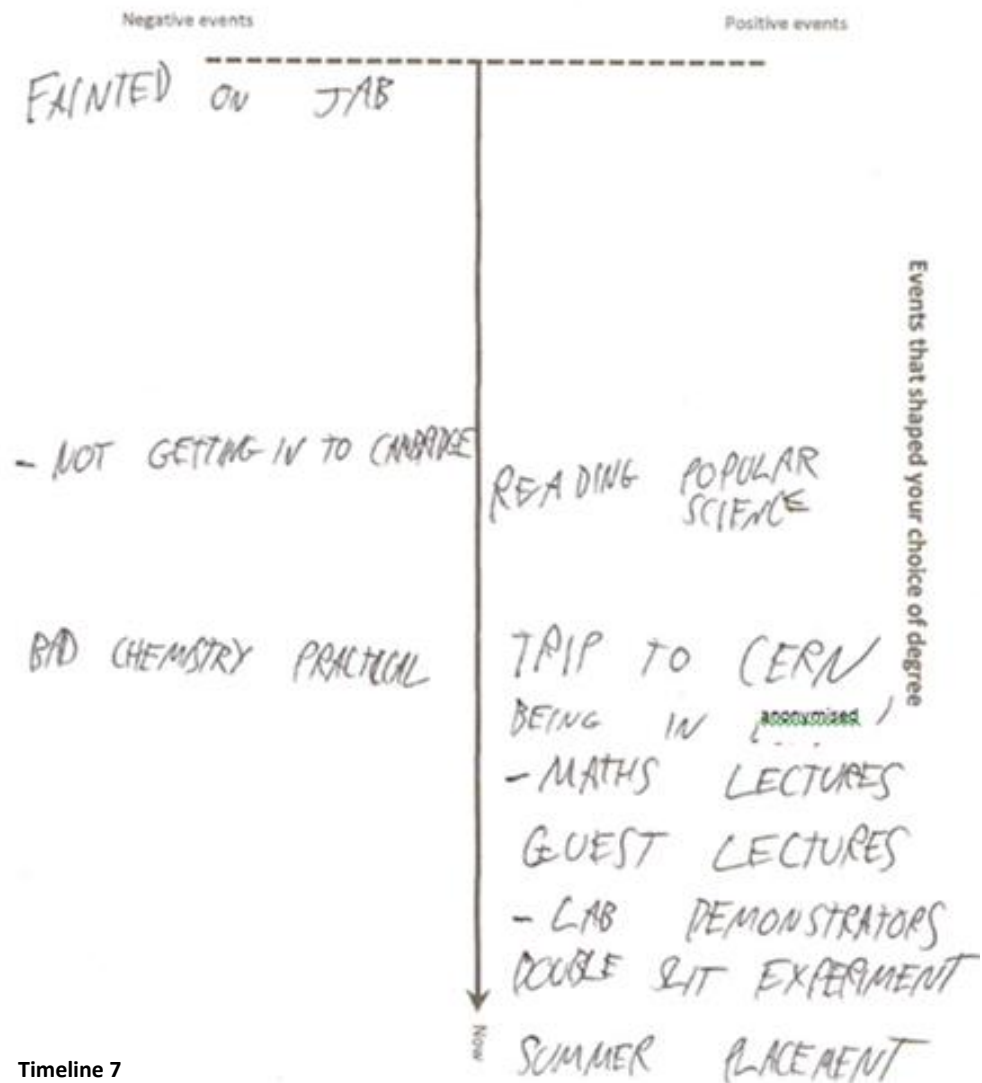 Negative events
Positive events
FAINTED ON JAB
- NOT GETTING IN TO CAMBRIDGE
READING POPULAR
SCIENCE
BAD CHEMISTRY PRACTICAL
TRIP TO CERN
BEING IN anonymised
- MATHS LECTURES
GUEST LECTURES
- LAB DEMONSTRATORS
DOUBLE SLIT EXPERIMENT
SUMMER PLACEMENT
Now
Events that shaped your choice of degree
Timeline 7